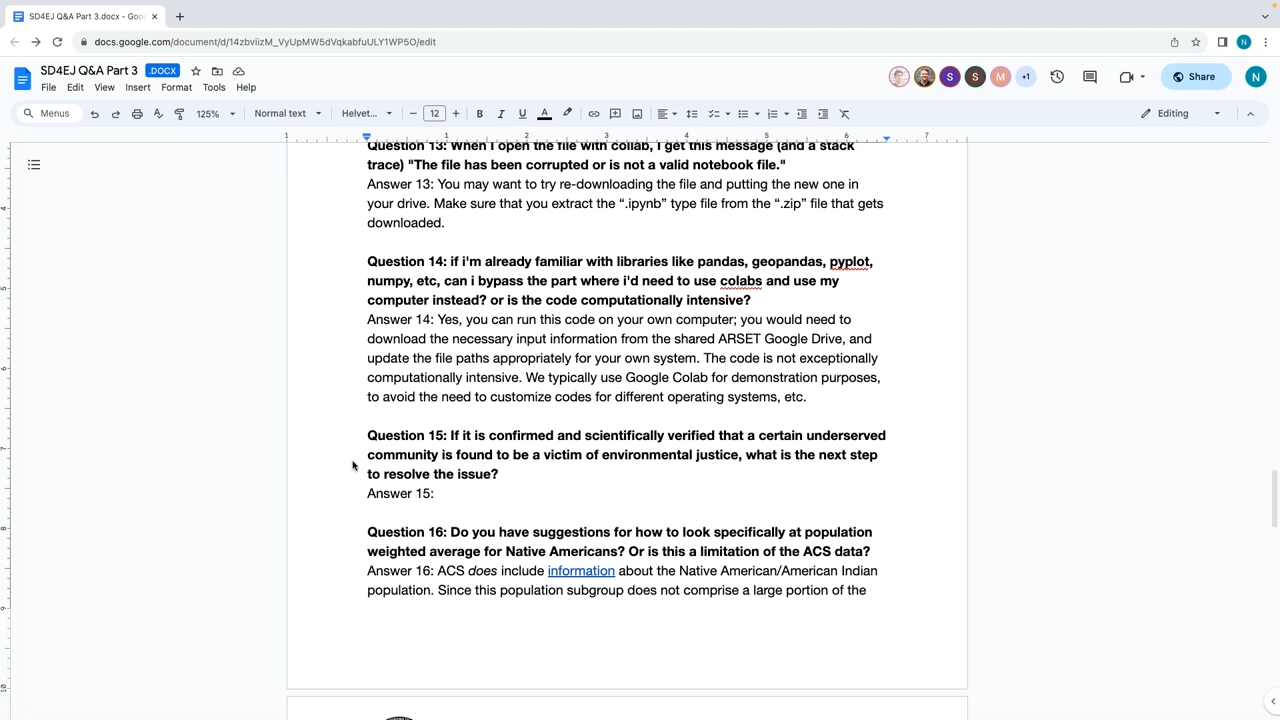 SD4EJ Q&A Part 3.docx - Goo
docs.google.com/document/d/14zbviizM_VyUpMW5dVqkabfuULY1WP5O/edit
SD4EJ Q&A Part 3 .DOCX
File Edit View Insert Format Tools Help
S S M +1 Share N
Menus 125% Normal text Helvet... 12 B I U A Editing
1 1 2 3 4 5 6 7
Question 13: When I open the file with collab, I get this message (and a stack
trace) "The file has been corrupted or is not a valid notebook file."
Answer 13: You may want to try re-downloading the file and putting the new one in
your drive. Make sure that you extract the “.ipynb” type file from the “.zip” file that gets
downloaded.
Question 14: if i'm already familiar with libraries like pandas, geopandas, pyplot,
numpy, etc, can i bypass the part where i'd need to use colabs and use my
computer instead? or is the code computationally intensive?
Answer 14: Yes, you can run this code on your own computer; you would need to
download the necessary input information from the shared ARSET Google Drive, and
update the file paths appropriately for your own system. The code is not exceptionally
computationally intensive. We typically use Google Colab for demonstration purposes,
to avoid the need to customize codes for different operating systems, etc.
Question 15: If it is confirmed and scientifically verified that a certain underserved
community is found to be a victim of environmental justice, what is the next step
to resolve the issue?
Answer 15:
Question 16: Do you have suggestions for how to look specifically at population
weighted average for Native Americans? Or is this a limitation of the ACS data?
Answer 16: ACS does include information about the Native American/American Indian
population. Since this population subgroup does not comprise a large portion of the